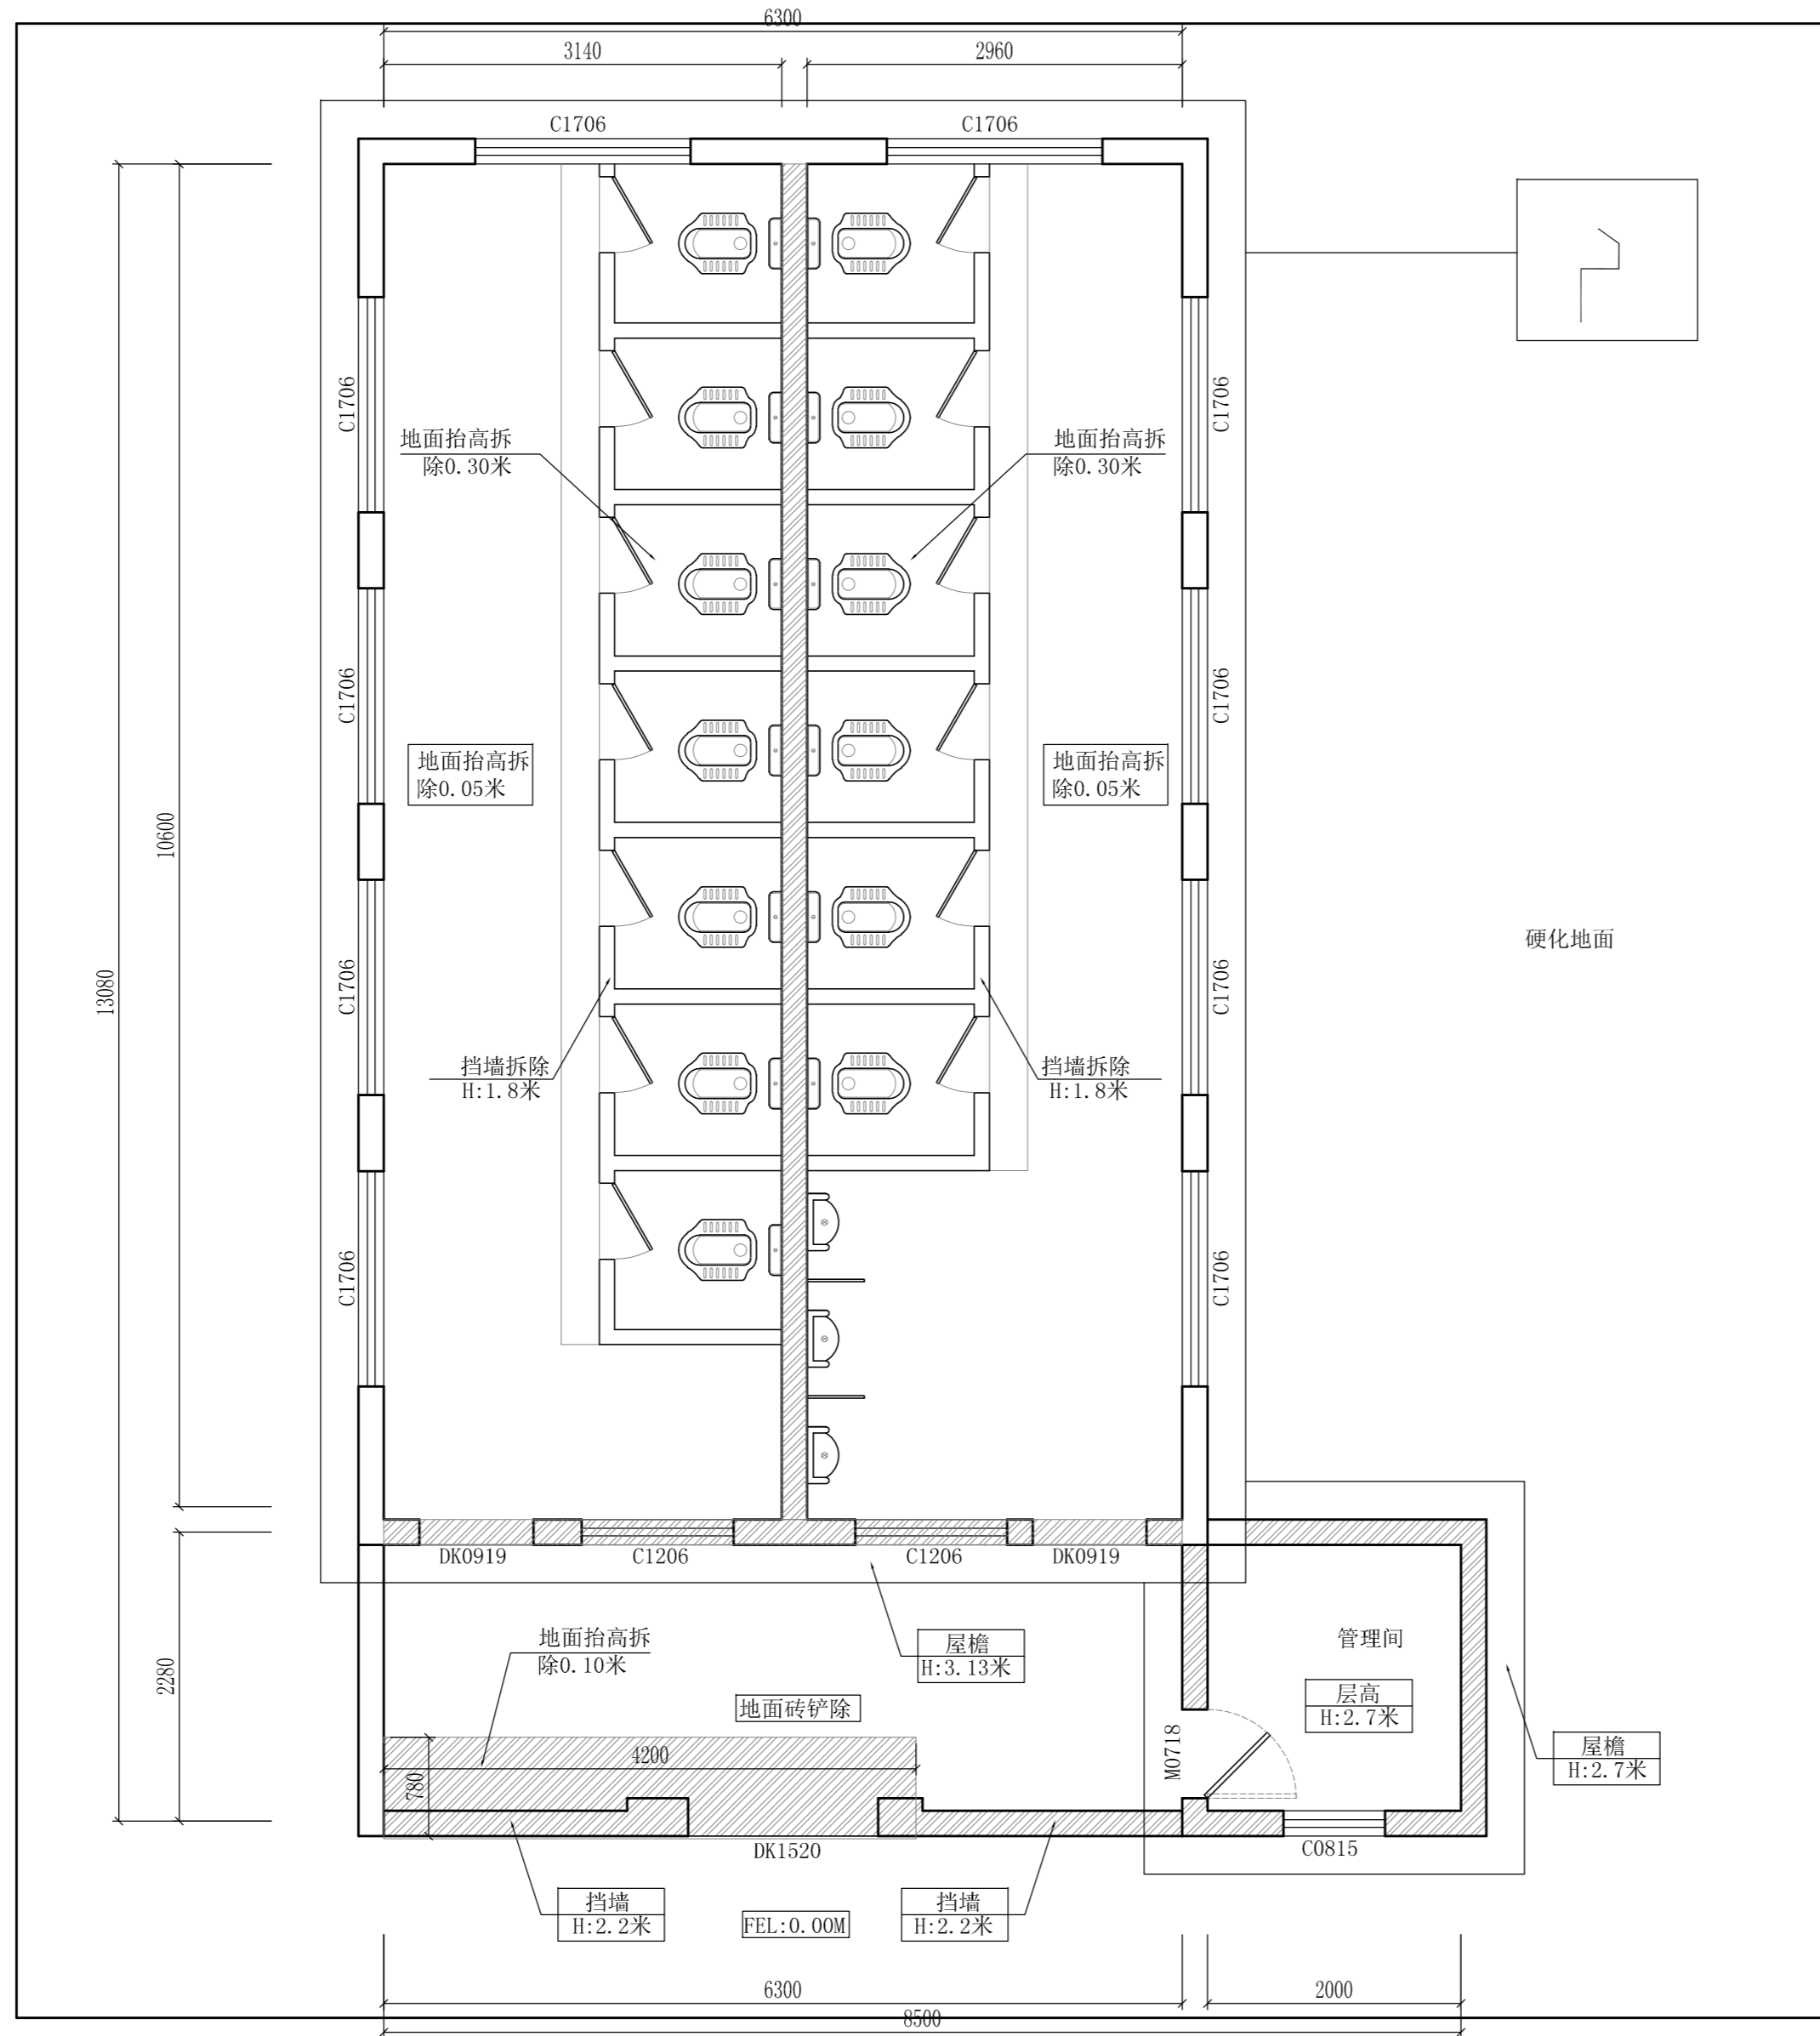 6300
3140
2960
C1706
C1706
C1706
C1706
地面抬高拆
除0.30米
地面抬高拆
除0.30米
C1706
C1706
地面抬高拆
除0.05米
地面抬高拆
除0.05米
10600
硬化地面
13080
C1706
C1706
挡墙拆除
H:1.8米
挡墙拆除
H:1.8米
C1706
C1706
DK0919
C1206
C1206
DK0919
2280
地面抬高拆
除0.10米
屋檐
H:3.13米
管理间
层高
H:2.7米
地面砖铲除
M0718
屋檐
H:2.7米
4200
780
DK1520
C0815
挡墙
H:2.2米
FEL:0.00M
挡墙
H:2.2米
6300
2000
8500